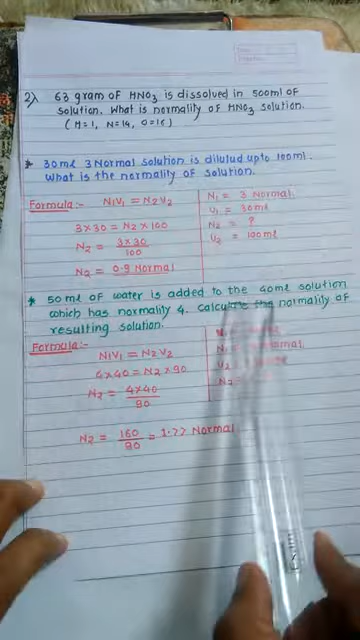 2) 63 gram of HNO3 is dissolved in 500ml of
solution. What is normality of HNO3 solution.
(H=1, N=14, O=16)
* 30ml 3 Normal solution is diluted upto 100ml.
What is the normality of solution.
Formula:- N1V1 = N2V2
3×30 = N2×100
N2 = 3×30/100
N2 = 0.9 Normal
N1 = 3 Normal
V1 = 30ml
N2 = ?
V2 = 100ml
* 50ml of water is added to the 40ml solution
which has normality 4. Calculate the normality of
resulting solution.
Formula:-
N1V1 = N2V2
4×40 = N2×90
N2 = 4×40/90
N2 = 160/90 = 1.77 Normal